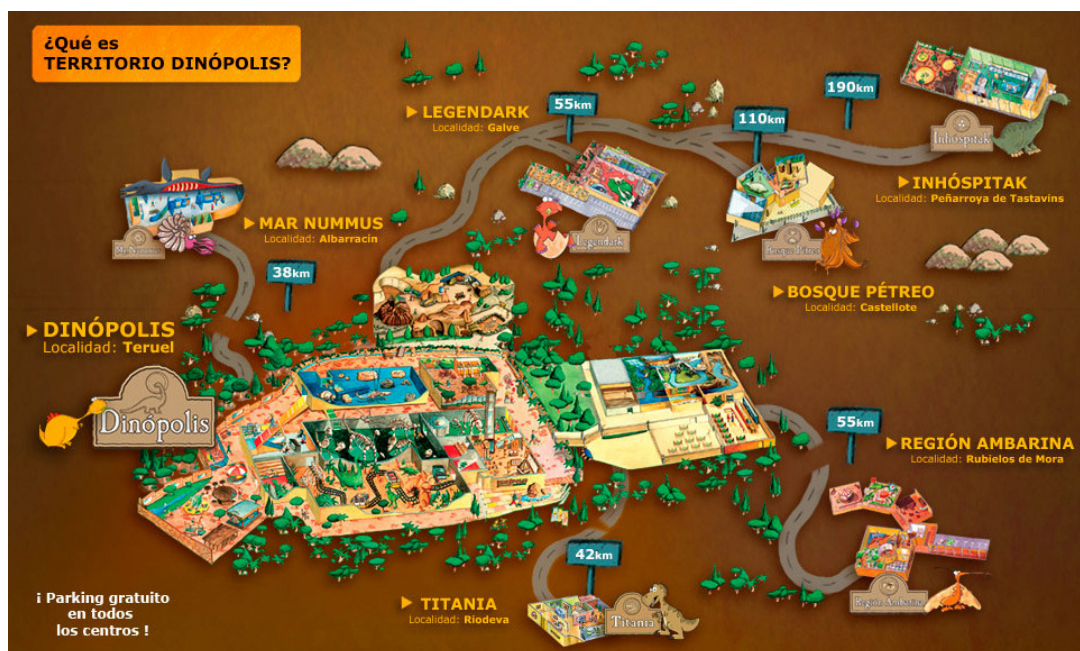 ¿Qué es
TERRITORIO DINÓPOLIS?
LEGENDARK
Localidad: Galve
55km
110km
190km
Inhóspitak
INHÓSPITAK
Localidad: Peñarroya de Tastavins
MAR NUMMUS
Localidad: Albarracín
Mar Nummus
38km
Legendark
Bosque Pétreo
BOSQUE PÉTREO
Localidad: Castellote
DINÓPOLIS
Localidad: Teruel
Dinópolis
55km
REGIÓN AMBARINA
Localidad: Rubielos de Mora
Región Ambarina
42km
TITANIA
Localidad: Riodeva
Titania
¡ Parking gratuito
en todos
los centros !